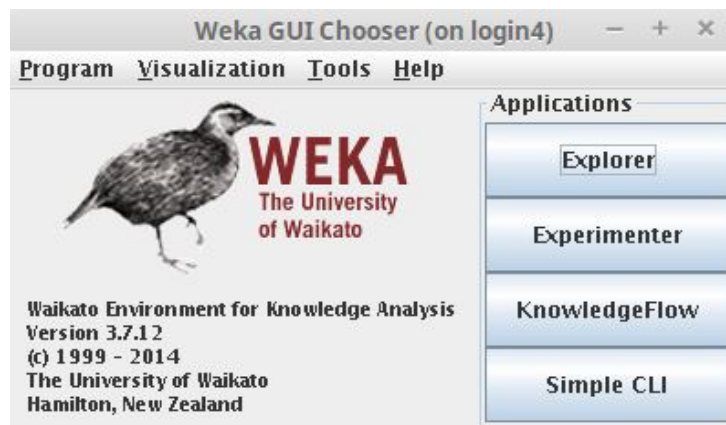 Weka GUI Chooser (on login4)
Program Visualization Tools Help
Applications
WEKA
The University
of Waikato
Explorer
Experimenter
KnowledgeFlow
Simple CLI
Waikato Environment for Knowledge Analysis
Version 3.7.12
(c) 1999 - 2014
The University of Waikato
Hamilton, New Zealand